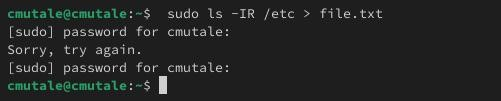 cmutale@cmutale:~$  sudo ls -IR /etc > file.txt
[sudo] password for cmutale:
Sorry, try again.
[sudo] password for cmutale:
cmutale@cmutale:~$